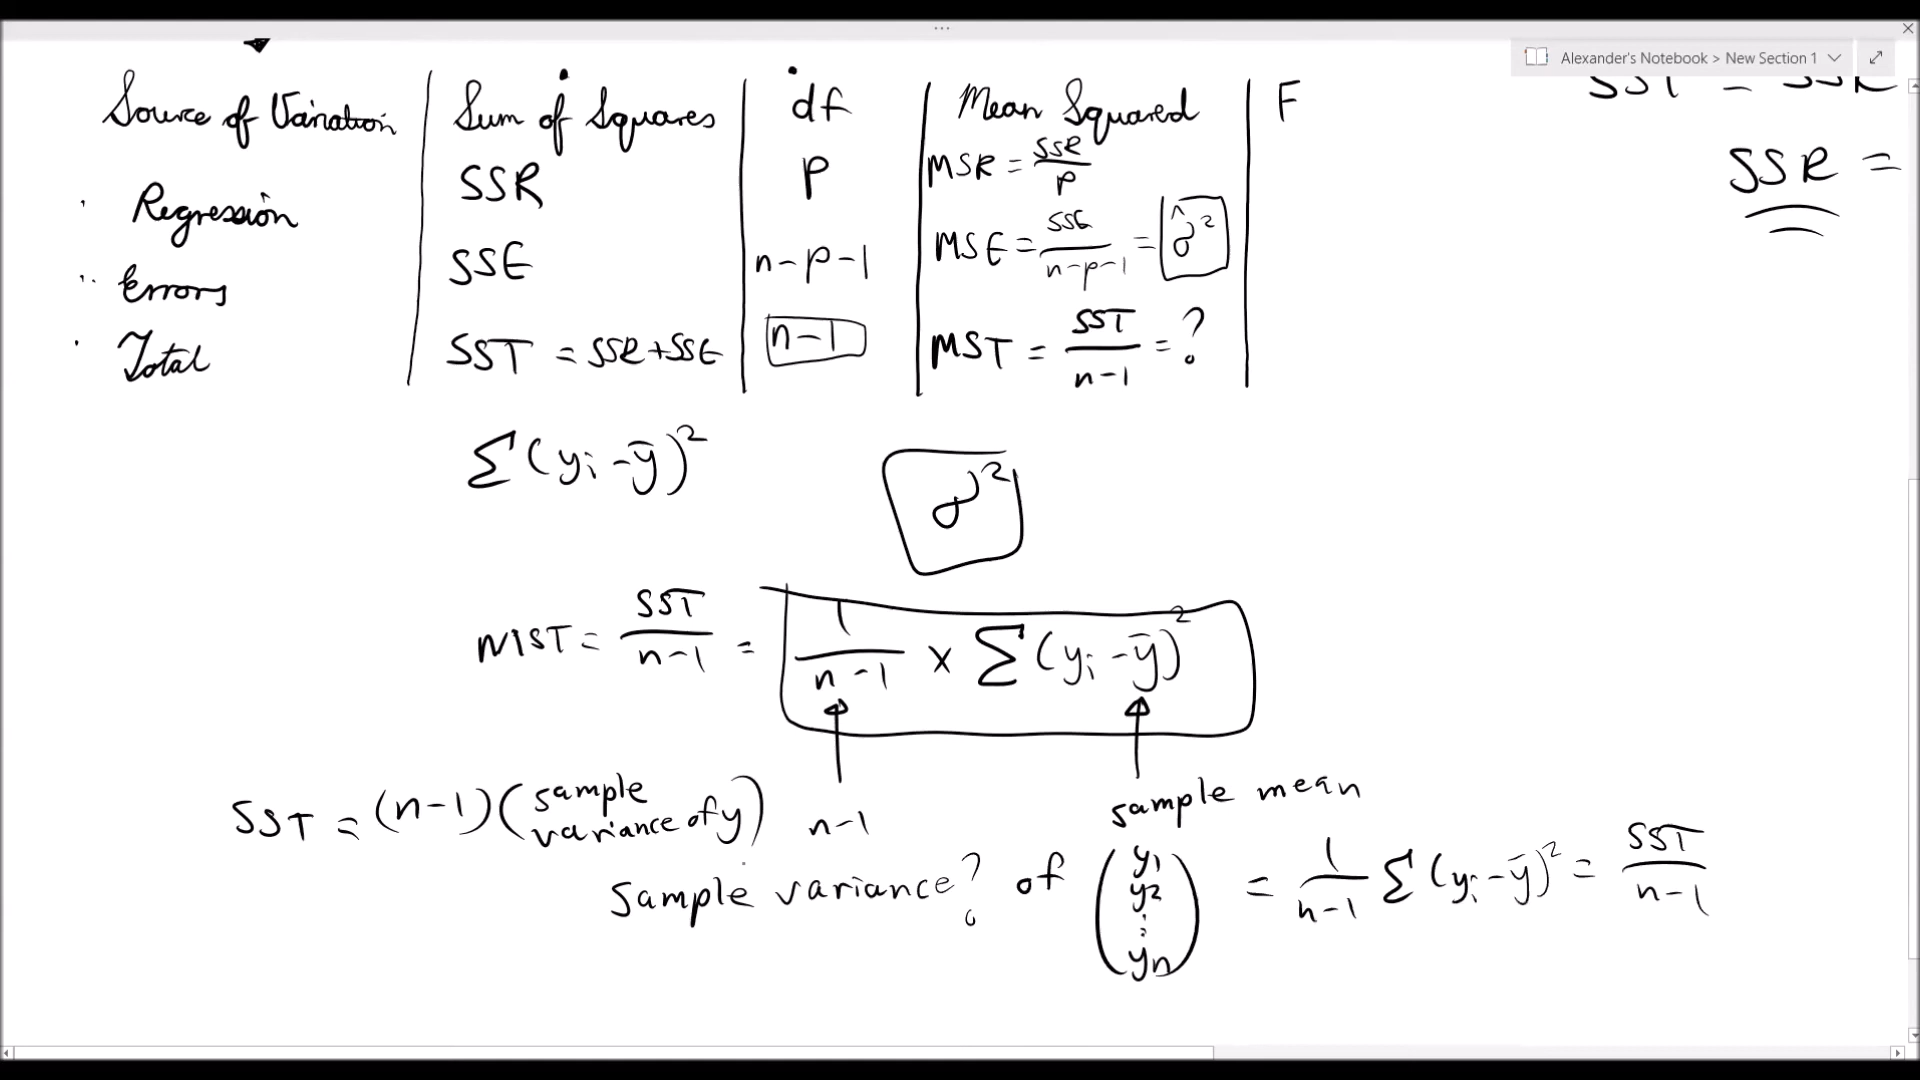 Alexander's Notebook > New Section 1
Source of Variation | Sum of Squares | df | Mean Squared | F
SST = SSR
Regression | SSR | p | MSR = SSR/p
SSR =
Errors | SSE | n-p-1 | MSE = SSE/n-p-1 = σ̂²
Total | SST = SSR+SSE | n-1 | MST = SST/n-1 = ?
Σ(yi - ȳ)²
σ²
MST = SST/n-1 = 1/n-1 × Σ(yi - ȳ)²
SST = (n-1)(sample variance of y)
n-1
sample mean
Sample variance? of (y1 y2 : yn) = 1/n-1 Σ(yi - ȳ)² = SST/n-1